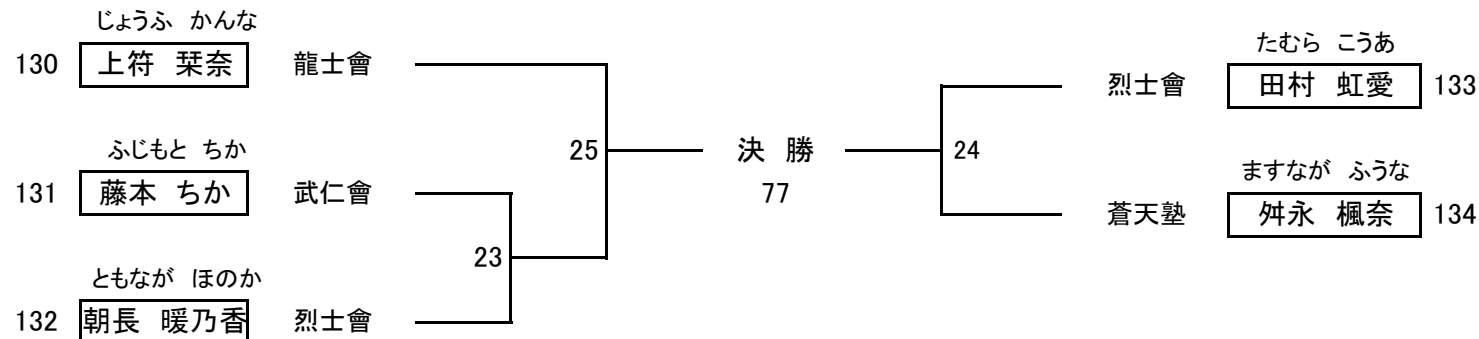 じょうふ かんな
130 上符 栞奈 龍士會
たむら こうあ
烈士會 田村 虹愛 133
ふじもと ちか
25 決 勝 24
131 藤本 ちか 武仁會
77
ますなが ふうな
蒼天塾 舛永 楓奈 134
23
ともなが ほのか
132 朝長 暖乃香 烈士會